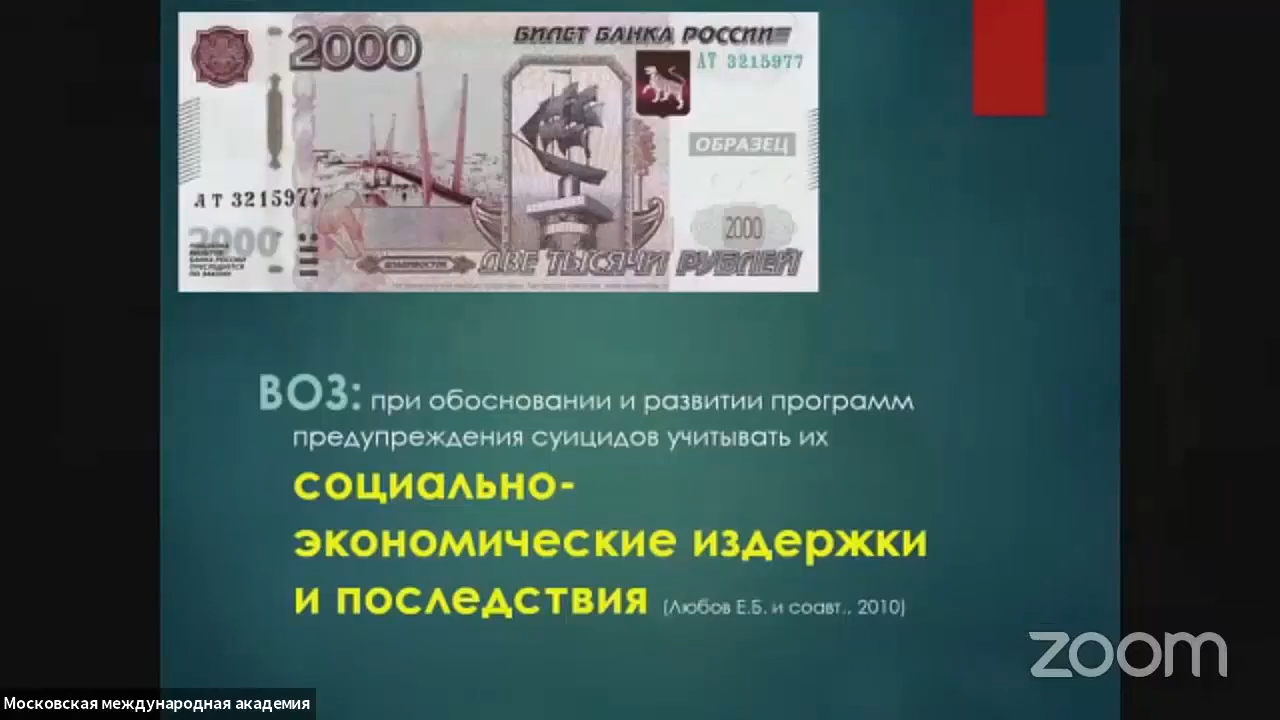 2000
БИЛЕТ БАНКА РОССИИ
АТ 3215977
ОБРАЗЕЦ
АТ 3215977
2000
2000
ВЛАДИВОСТОК
ДВЕ ТЫСЯЧИ РУБЛЕЙ
ВОЗ: при обосновании и развитии программ
предупреждения суицидов учитывать их
социально-
экономические издержки
и последствия (Любов Е.Б. и соавт., 2010)
zoom
Московская международная академия